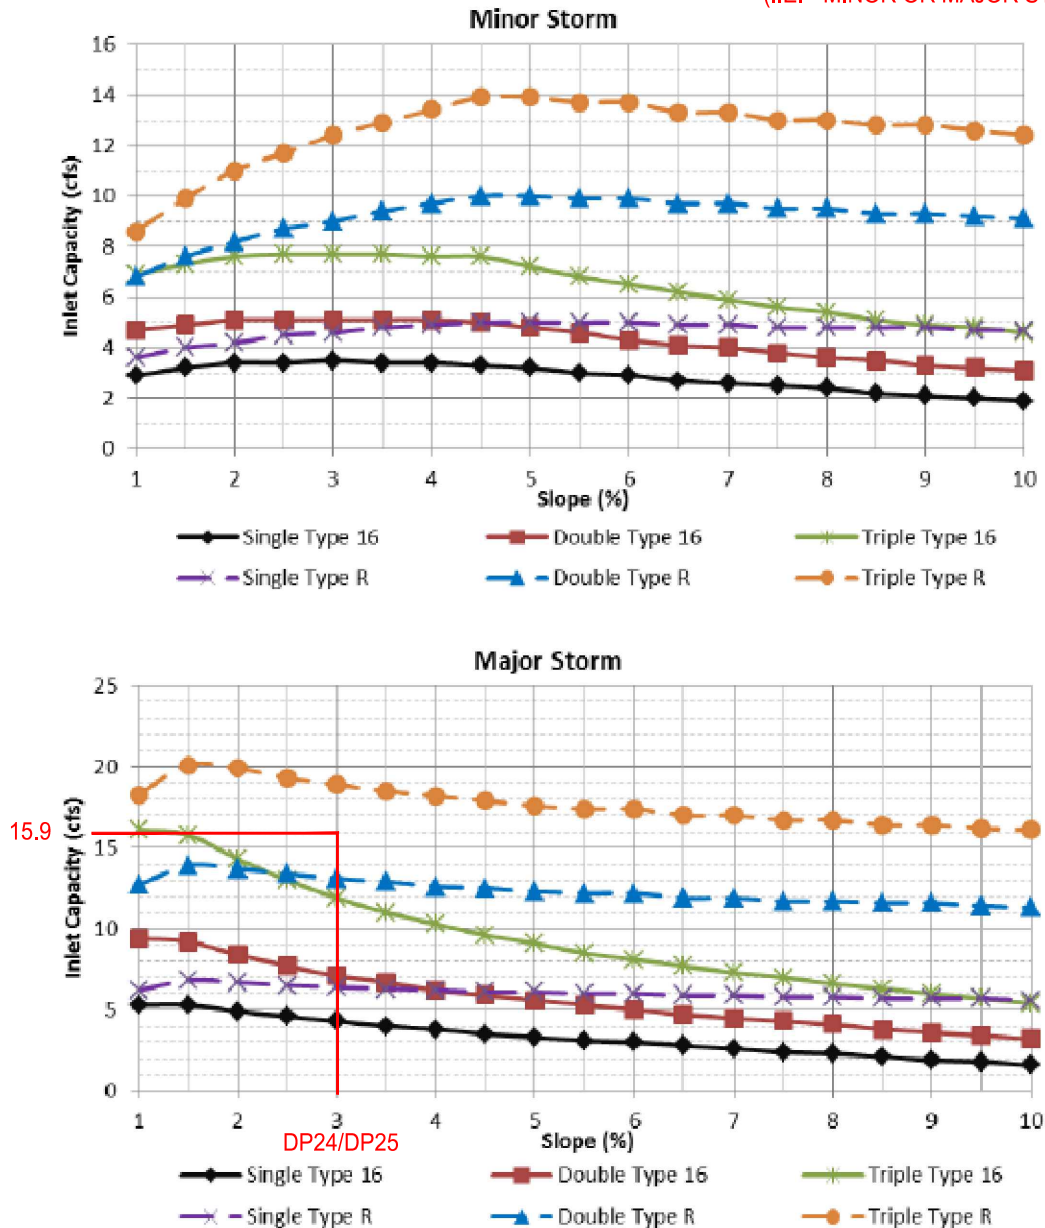 Minor Storm
Inlet Capacity (cfs)
16
14
12
10
8
6
4
2
0
1 2 3 4 5 6 7 8 9 10
Slope (%)
Single Type 16 Double Type 16 Triple Type 16
Single Type R Double Type R Triple Type R
Major Storm
Inlet Capacity (cfs)
25
20
15.9
15
10
5
0
1 2 3 4 5 6 7 8 9 10
DP24/DP25
Slope (%)
Single Type 16 Double Type 16 Triple Type 16
Single Type R Double Type R Triple Type R